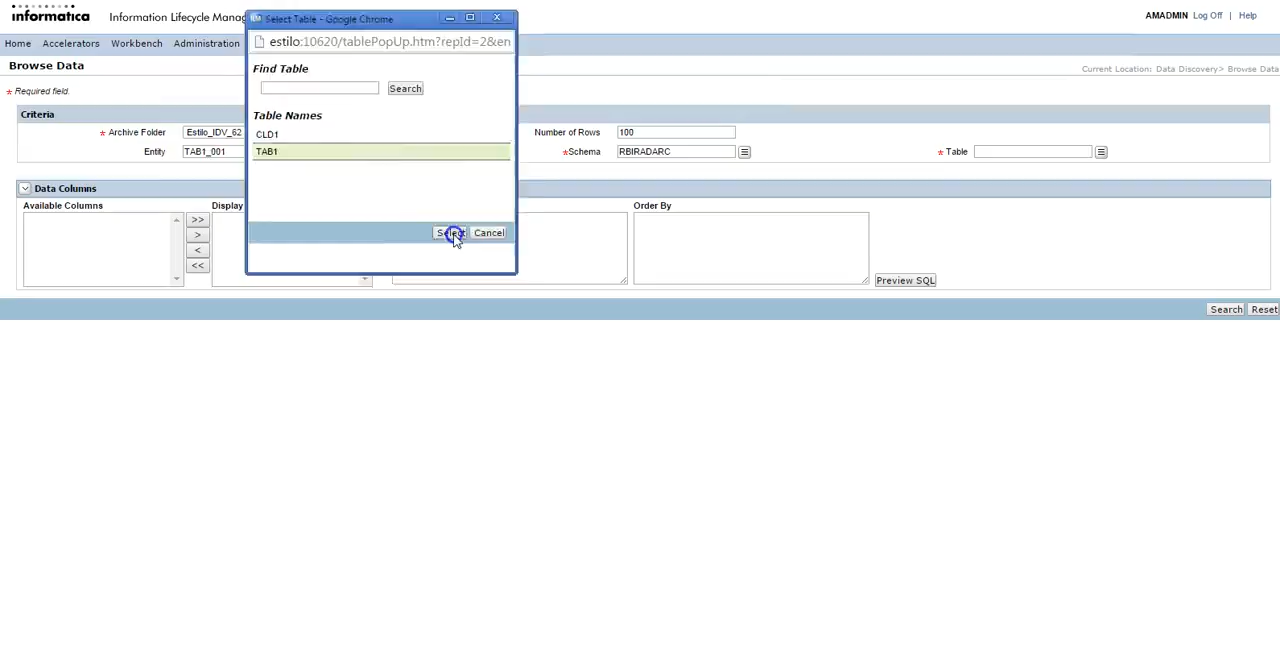 informatica
Information Lifecycle Manag
AMADMIN Log Off | Help
Home Accelerators Workbench Administration
Browse Data
Current Location: Data Discovery> Browse Data
* Required field.
Criteria
* Archive Folder Estilo_IDV_62
Number of Rows 100
Entity TAB1_001
*Schema RBIRADARC
* Table
Data Columns
Available Columns
Display
Order By
>>
>
<
<<
Preview SQL
Search Reset
Select Table - Google Chrome
estilo:10620/tablePopUp.htm?repId=2&en
Find Table
Search
Table Names
CLD1
TAB1
Select Cancel